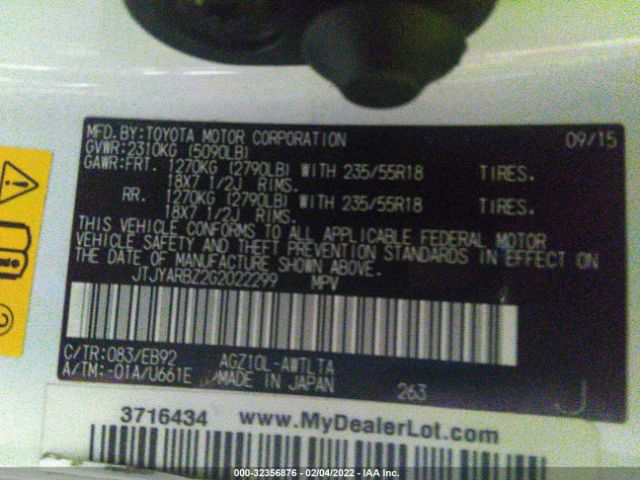 MFD.BY:TOYOTA MOTOR CORPORATION 09/15
GVWR:2310KG (5090LB)
GAWR:FRT. 1270KG (2790LB) WITH 235/55R18 TIRES.
18X7 1/2J RIMS.
RR. 1270KG (2790LB) WITH 235/55R18 TIRES.
18X7 1/2J RIMS.
THIS VEHICLE CONFORMS TO ALL APPLICABLE FEDERAL MOTOR
VEHICLE SAFETY AND THEFT PREVENTION STANDARDS IN EFFECT ON
THE DATE OF MANUFACTURE SHOWN ABOVE.
JTJYARBZ2G2022299 MPV
C/TR:083/EB92 AGZ10L-AWTLTA
A/TM:-01A/U661E MADE IN JAPAN 263 J
3716434 www.MyDealerLot.com
000-32356876 - 02/04/2022 - IAA Inc.